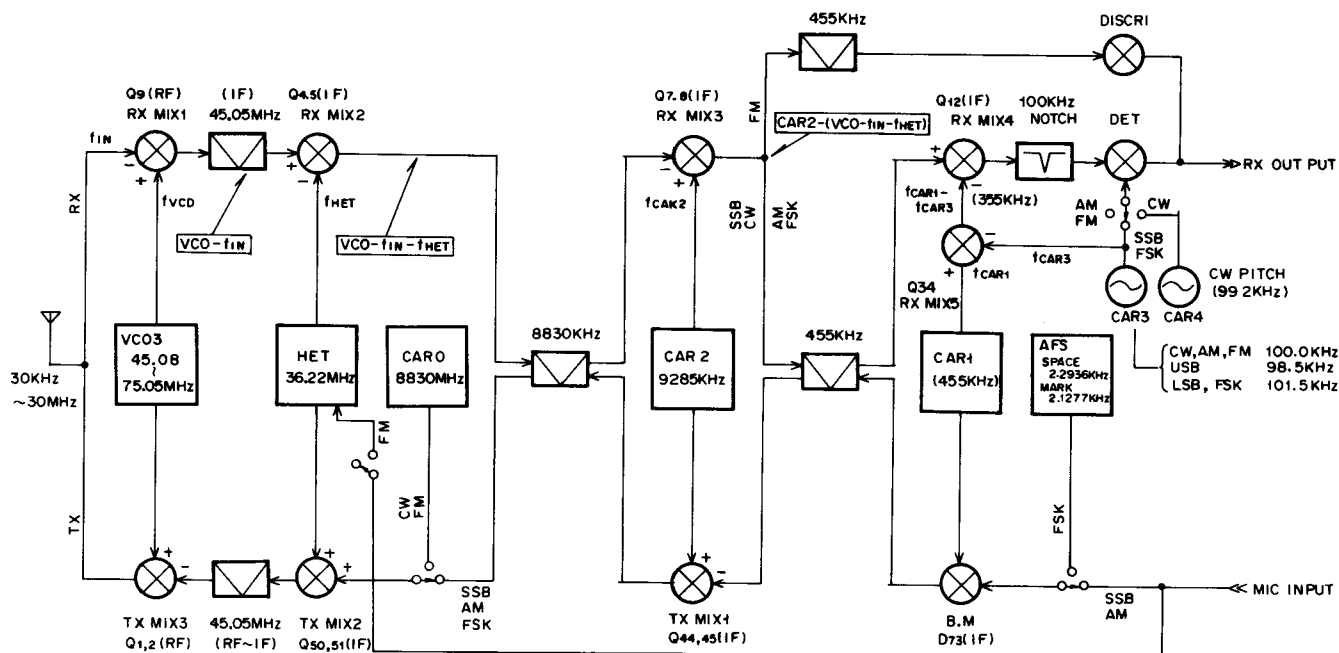 455KHz
DISCRI
Q9(RF)
RX MIX1
(IF)
45.05MHz
Q4.5(IF)
RX MIX2
Q7.8(IF)
RX MIX3
FM
CAR2-(VCO-fIN-fHET)
Q12(IF)
RX MIX4
100KHz
NOTCH
DET
fIN
RX
fVCD
VCO-fIN
fHET
VCO-fIN-fHET
fCAK2
SSB
CW
AM
FSK
fCAR1-
fCAR3
(355KHz)
RX OUT PUT
AM
FM
CW
SSB
FSK
fCAR3
fCAR1
Q34
RX MIX5
CW PITCH
(99.2KHz)
CAR3
CAR4
30KHz
~30MHz
VCO3
45.08
~
75.05MHz
HET
36.22MHz
CAR0
8830MHz
8830KHz
CAR 2
9285KHz
455KHz
CAR1
(455KHz)
AFS
SPACE
2.2936KHz
MARK
2.1277KHz
CW,AM,FM 100.0KHz
USB 98.5KHz
LSB, FSK 101.5KHz
FM
CW
FM
TX
FSK
SSB
AM
FSK
SSB
AM
MIC INPUT
TX MIX3
Q1,2(RF)
45.05MHz
(RF~IF)
TX MIX2
Q50,51(IF)
TX MIX1
Q44,45(IF)
B.M
D73(IF)